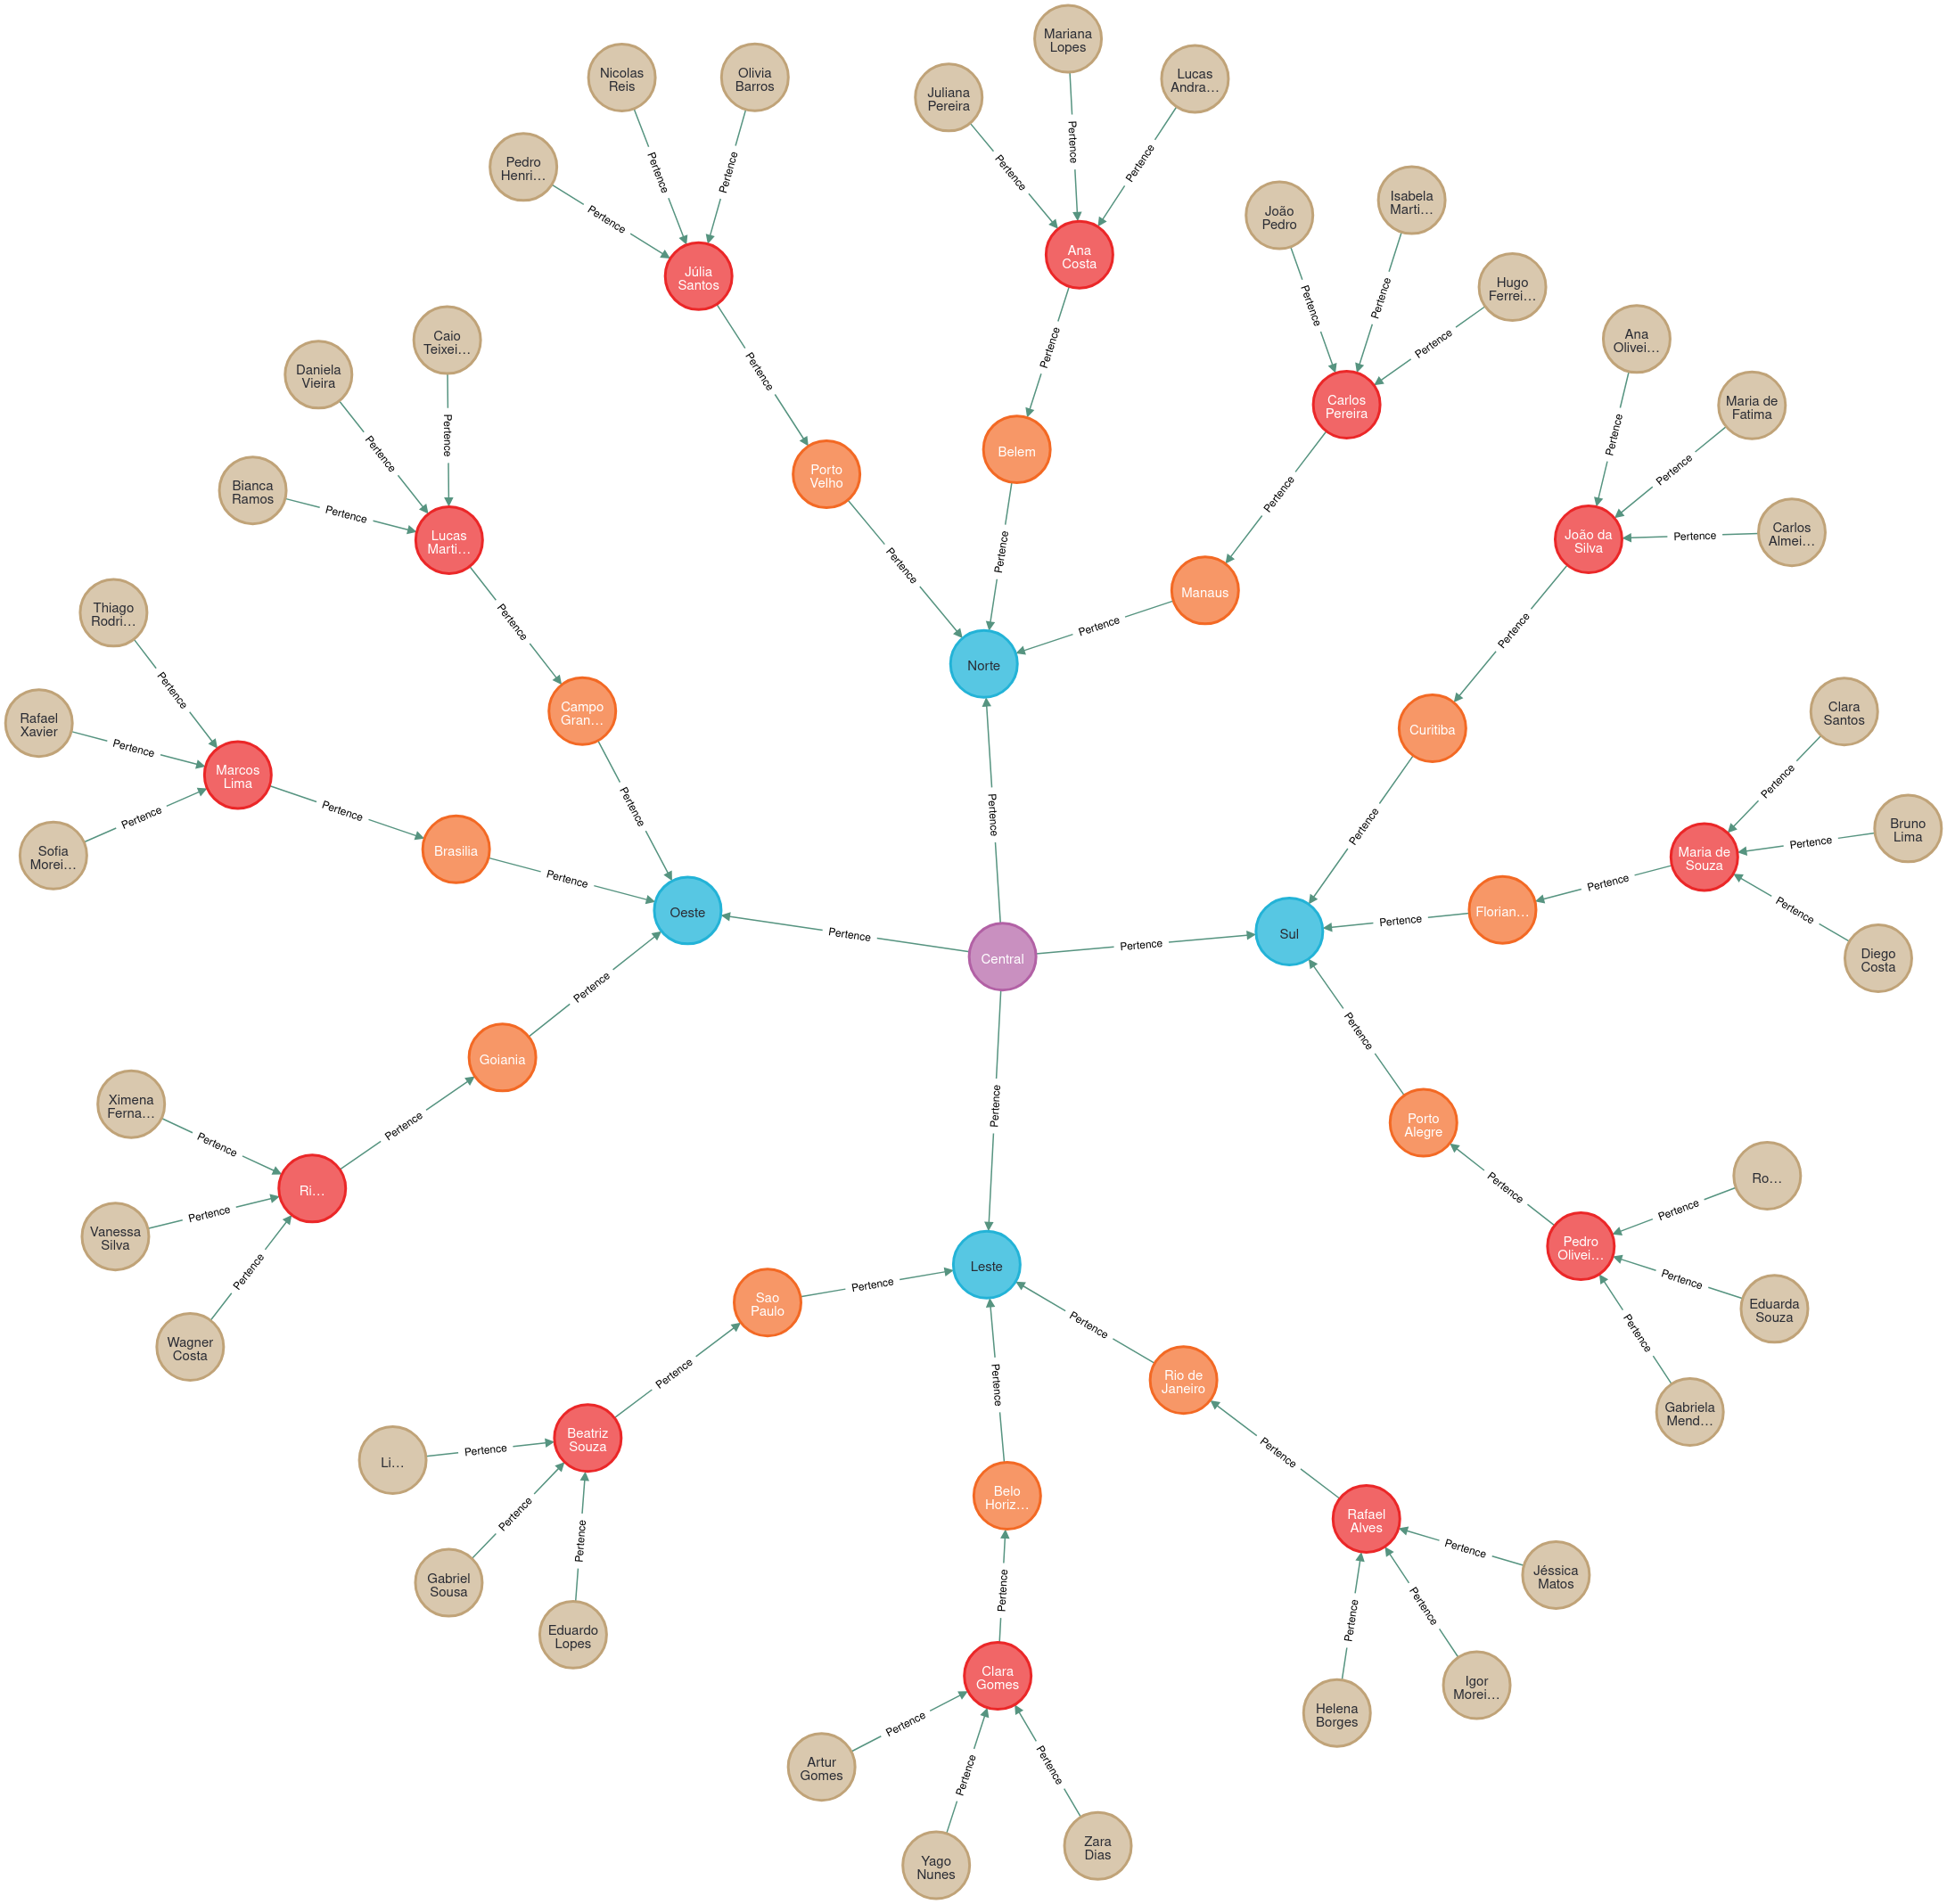 Mariana
Lopes
Nicolas
Reis
Olivia
Barros
Lucas
Andra…
Juliana
Pereira
Pertence
Pertence
Pertence
Pedro
Henri…
Pertence
Pertence
Pertence
Isabela
Marti…
João
Pedro
Pertence
Júlia
Santos
Ana
Costa
Hugo
Ferrei…
Pertence
Pertence
Pertence
Caio
Teixei…
Ana
Olivei…
Pertence
Pertence
Daniela
Vieira
Pertence
Carlos
Pereira
Maria de
Fatima
Pertence
Pertence
Pertence
Belem
Porto
Velho
Bianca
Ramos
Pertence
Pertence
Pertence
Lucas
Marti…
João da
Silva
Pertence
Carlos
Almei…
Pertence
Pertence
Manaus
Thiago
Rodri…
Pertence
Pertence
Pertence
Norte
Pertence
Campo
Gran…
Clara
Santos
Rafael
Xavier
Curitiba
Pertence
Marcos
Lima
Pertence
Pertence
Pertence
Pertence
Pertence
Pertence
Bruno
Lima
Sofia
Morei…
Brasilia
Pertence
Maria de
Souza
Pertence
Pertence
Pertence
Oeste
Florian…
Pertence
Pertence
Sul
Pertence
Pertence
Central
Diego
Costa
Pertence
Pertence
Goiania
Ximena
Ferna…
Pertence
Pertence
Porto
Alegre
Pertence
Ri…
Pertence
Ro…
Pertence
Pertence
Vanessa
Silva
Pedro
Olivei…
Leste
Pertence
Pertence
Pertence
Sao
Paulo
Eduarda
Souza
Pertence
Pertence
Wagner
Costa
Pertence
Rio de
Janeiro
Pertence
Gabriela
Mend…
Beatriz
Souza
Pertence
Pertence
Li…
Belo
Horiz…
Pertence
Rafael
Alves
Pertence
Pertence
Gabriel
Sousa
Pertence
Jéssica
Matos
Pertence
Pertence
Eduardo
Lopes
Clara
Gomes
Igor
Morei…
Helena
Borges
Pertence
Artur
Gomes
Pertence
Pertence
Zara
Dias
Yago
Nunes